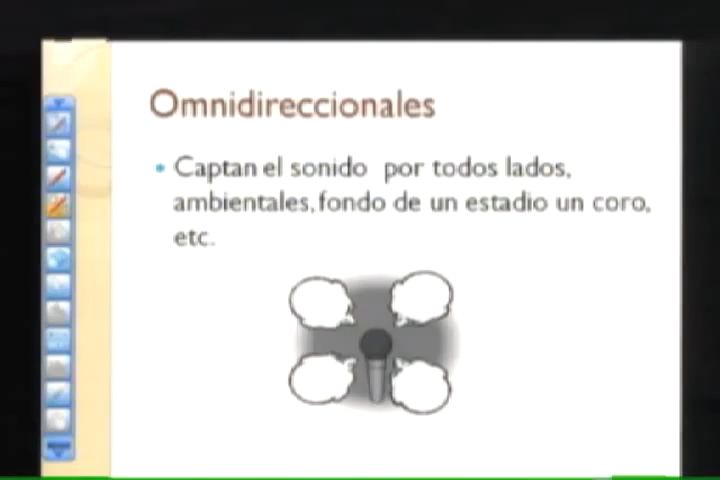 Omnidireccionales
• Captan el sonido por todos lados,
ambientales, fondo de un estadio un coro,
etc.